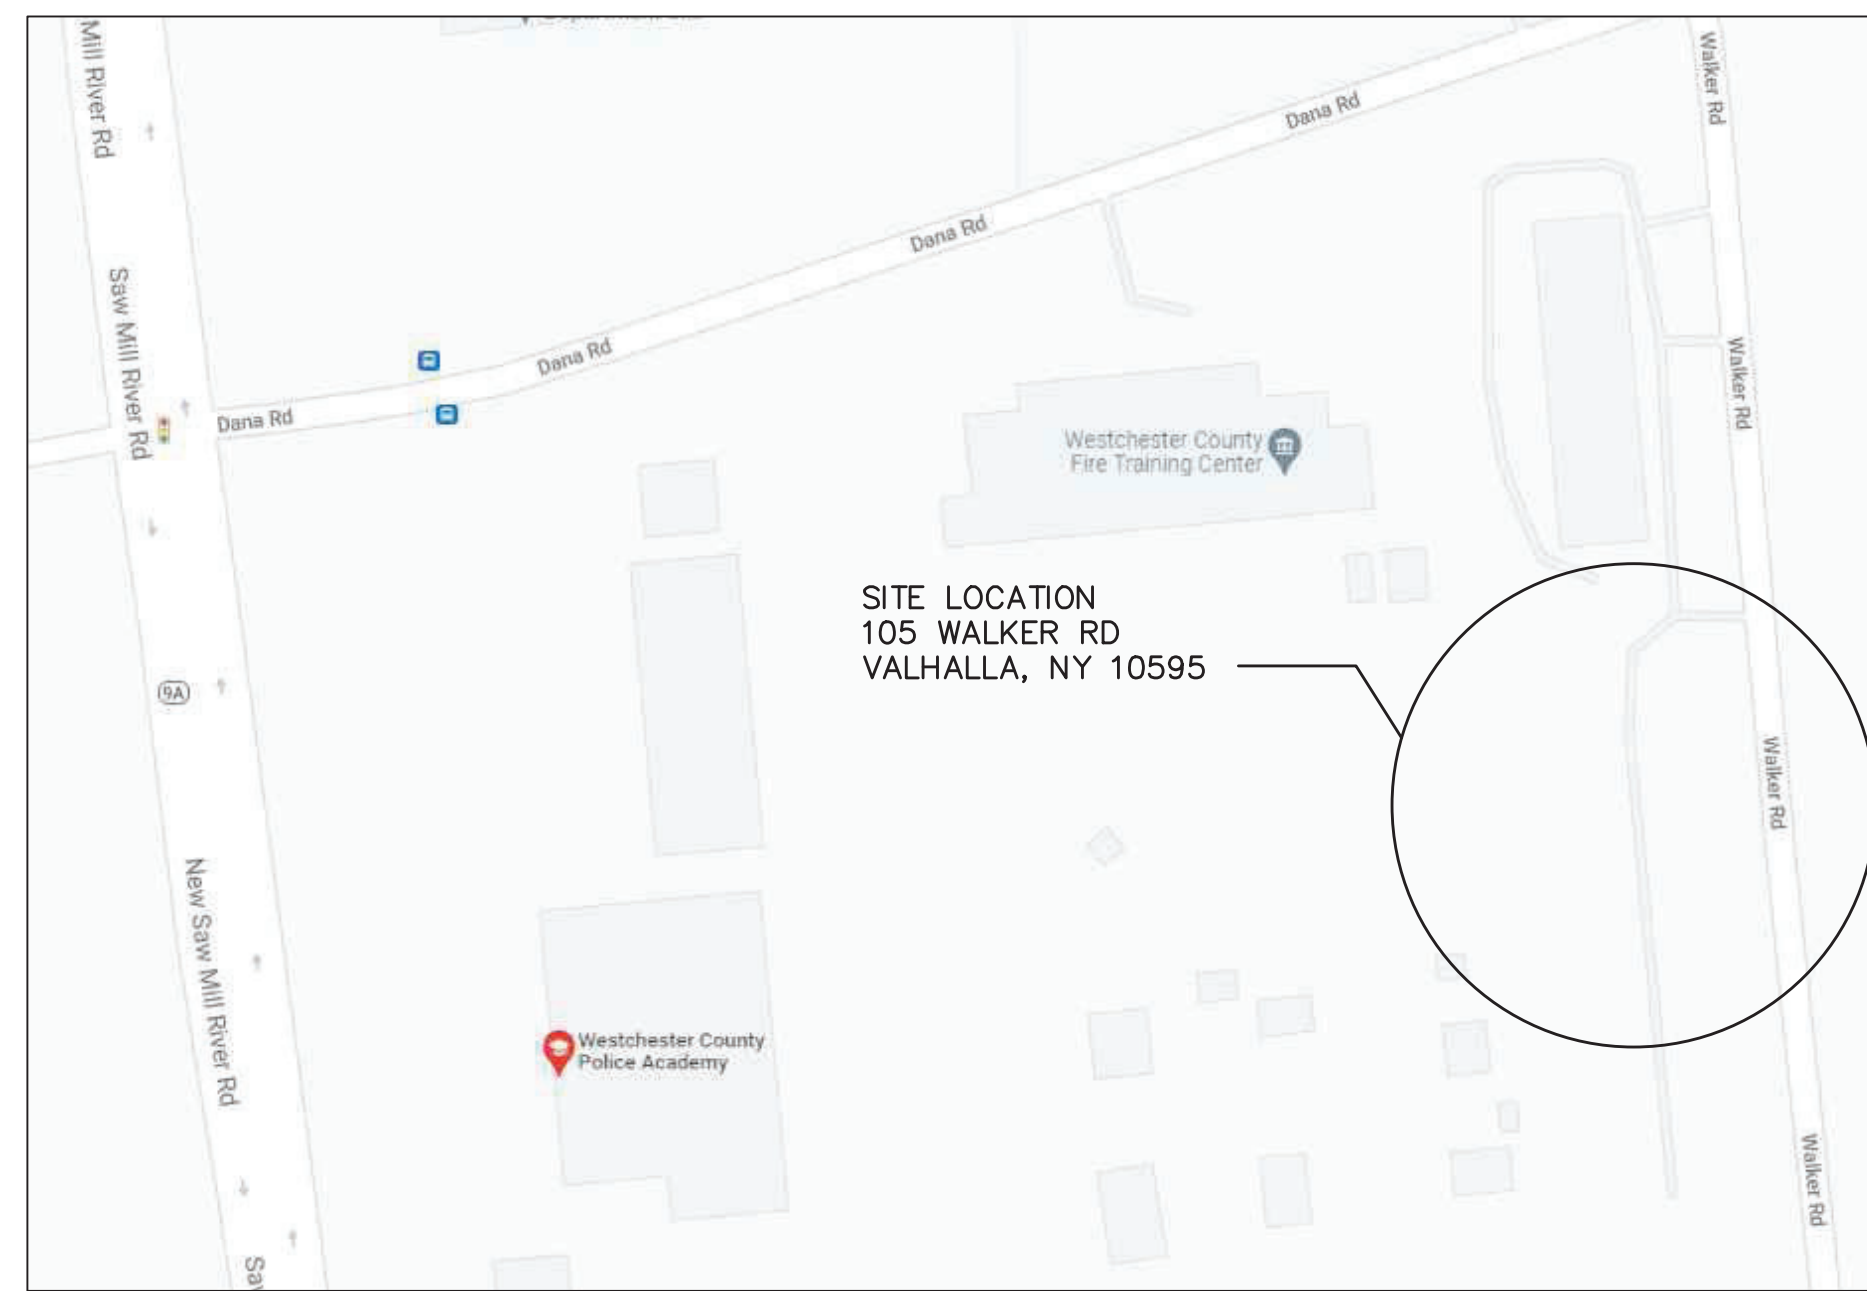 Mill River Rd
Walker Rd
Dana Rd
Dana Rd
Saw Mill River Rd
Dana Rd
Walker Rd
Dana Rd
Westchester County
Fire Training Center
SITE LOCATION
105 WALKER RD
VALHALLA, NY 10595
9A
Walker Rd
New Saw Mill River Rd
Westchester County
Police Academy
Walker Rd